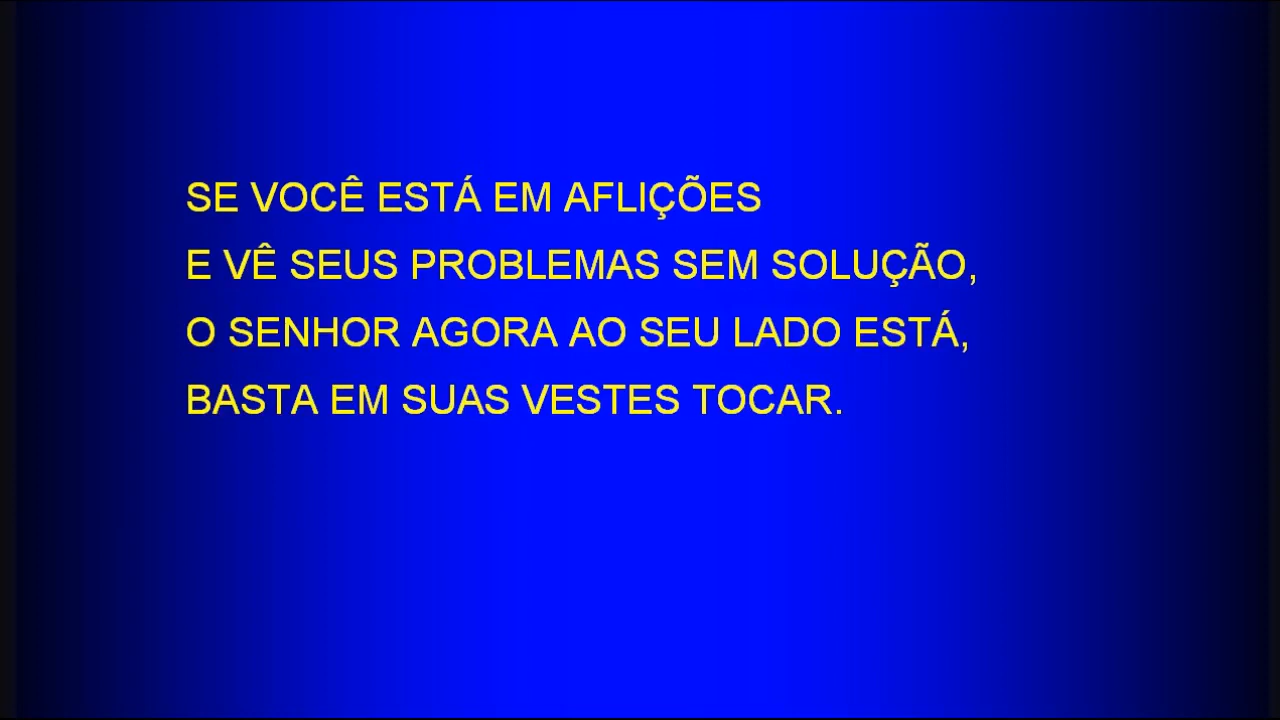 SE VOCÊ ESTÁ EM AFLIÇÕES
E VÊ SEUS PROBLEMAS SEM SOLUÇÃO,
O SENHOR AGORA AO SEU LADO ESTÁ,
BASTA EM SUAS VESTES TOCAR.